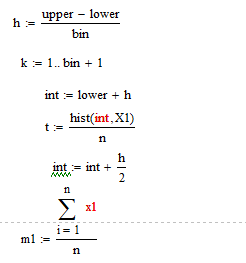 h := (upper − lower) / bin
k := 1.. bin + 1
int := lower + h
t := hist(int, X1) / n
int := int + h / 2
m1 := ∑ i = 1 n x1 / n